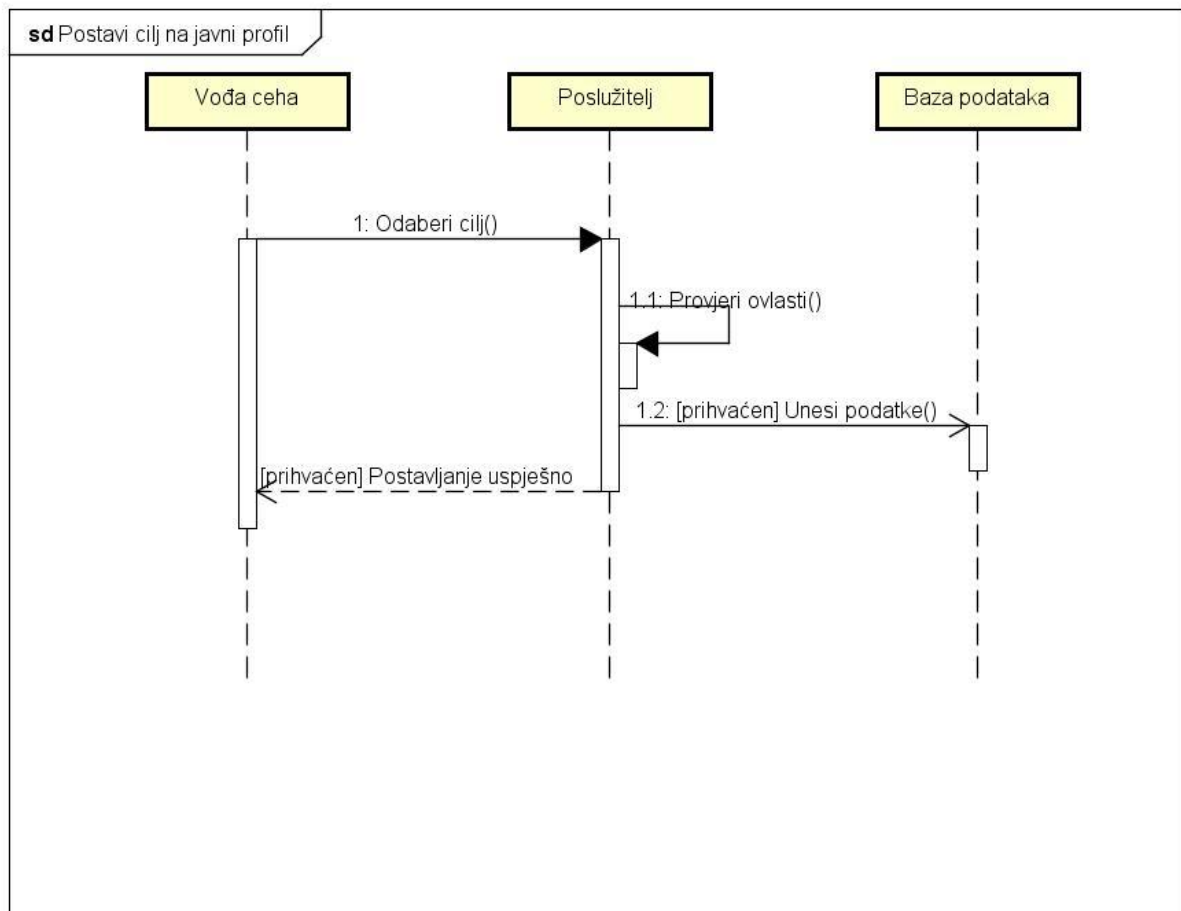 sd Postavi cilj na javni profil
Vođa ceha
Poslužitelj
Baza podataka
1: Odaberi cilj()
1.1: Provjeri ovlasti()
1.2: [prihvaćen] Unesi podatke()
[prihvaćen] Postavljanje uspješno